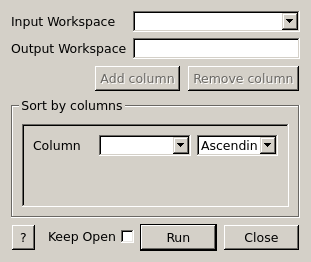 Input Workspace
Output Workspace
Add column Remove column
Sort by columns
Column Ascendin
? Keep Open Run Close